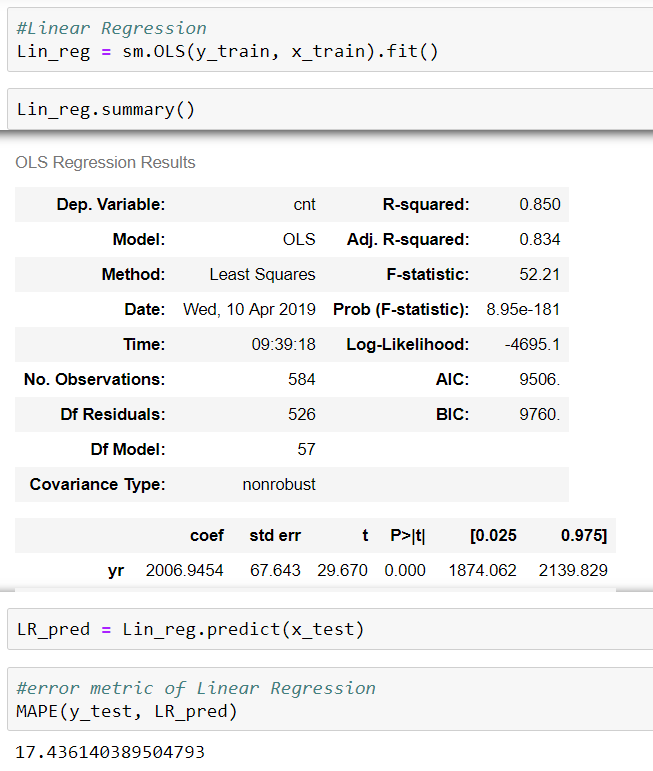 #Linear Regression
Lin_reg = sm.OLS(y_train, x_train).fit()
Lin_reg.summary()
OLS Regression Results
Dep. Variable: cnt R-squared: 0.850
Model: OLS Adj. R-squared: 0.834
Method: Least Squares F-statistic: 52.21
Date: Wed, 10 Apr 2019 Prob (F-statistic): 8.95e-181
Time: 09:39:18 Log-Likelihood: -4695.1
No. Observations: 584 AIC: 9506.
Df Residuals: 526 BIC: 9760.
Df Model: 57
Covariance Type: nonrobust
coef std err t P>|t| [0.025 0.975]
yr 2006.9454 67.643 29.670 0.000 1874.062 2139.829
LR_pred = Lin_reg.predict(x_test)
#error metric of Linear Regression
MAPE(y_test, LR_pred)
17.436140389504793